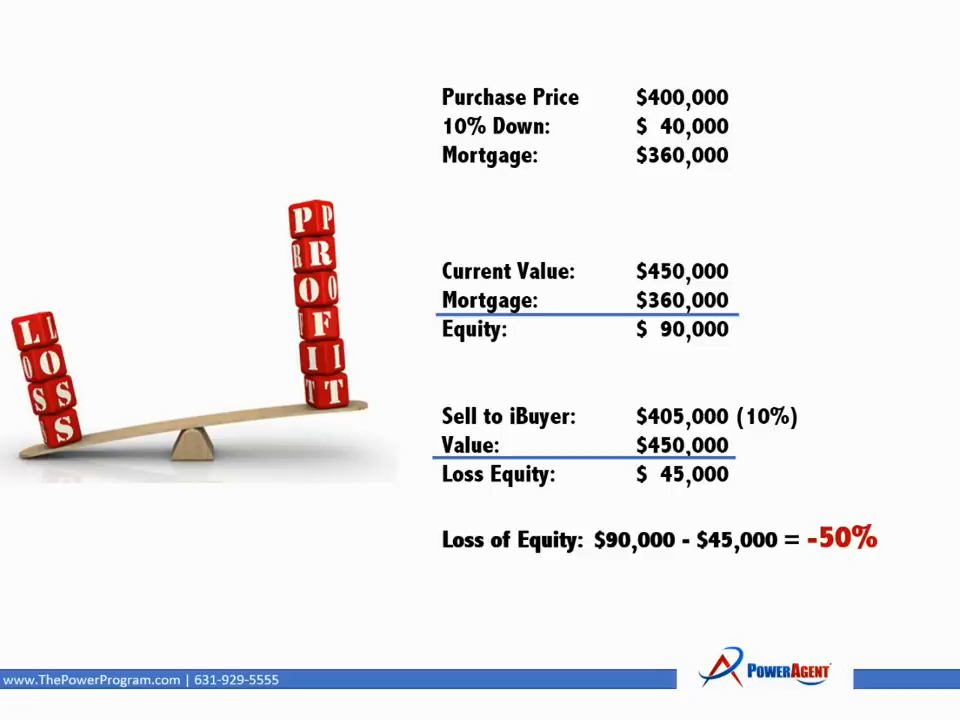 Purchase Price $400,000
10% Down: $ 40,000
Mortgage: $360,000
Current Value: $450,000
Mortgage: $360,000
Equity: $ 90,000
Sell to iBuyer: $405,000 (10%)
Value: $450,000
Loss Equity: $ 45,000
Loss of Equity: $90,000 - $45,000 = -50%
LOSS
PROFIT
www.ThePowerProgram.com | 631-929-5555
POWERAGENT